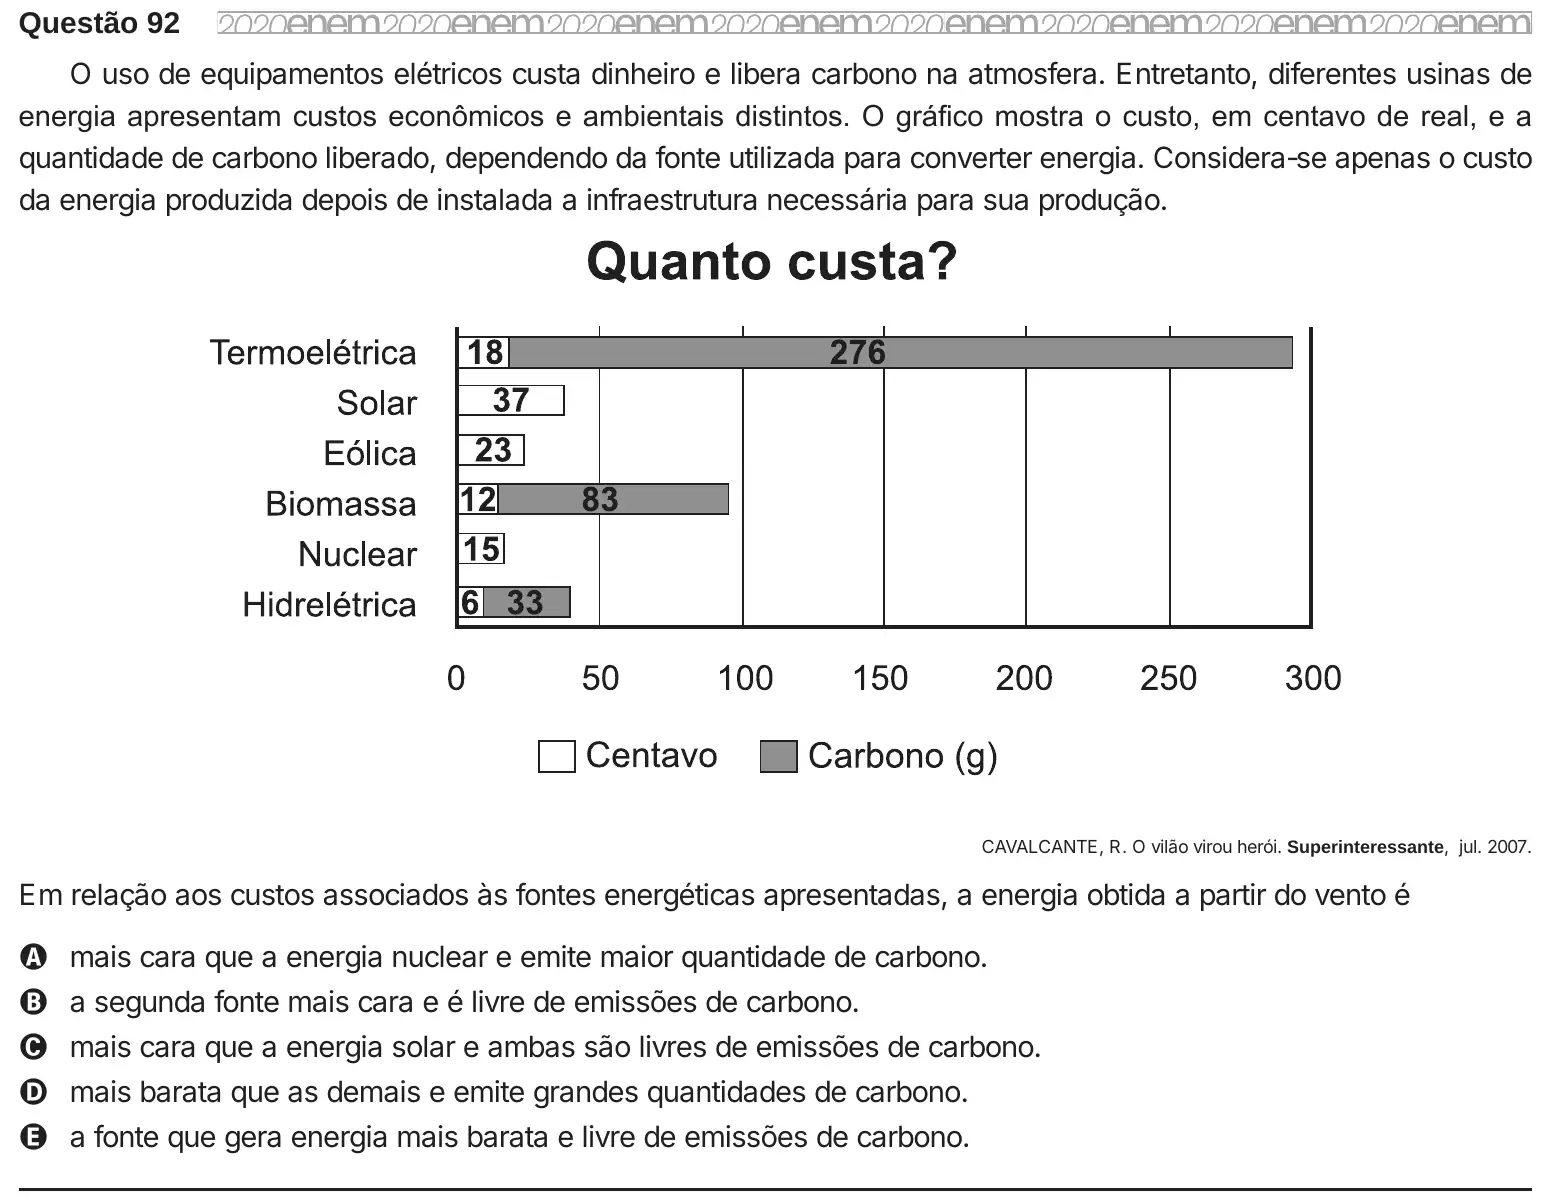 Questão 92 2020enem2020enem2020enem2020enem2020enem2020enem2020enem2020enem
O uso de equipamentos elétricos custa dinheiro e libera carbono na atmosfera. Entretanto, diferentes usinas de
energia apresentam custos econômicos e ambientais distintos. O gráfico mostra o custo, em centavo de real, e a
quantidade de carbono liberado, dependendo da fonte utilizada para converter energia. Considera-se apenas o custo
da energia produzida depois de instalada a infraestrutura necessária para sua produção.
Quanto custa?
Termoelétrica 18 276
Solar 37
Eólica 23
Biomassa 12 83
Nuclear 15
Hidrelétrica 6 33
0 50 100 150 200 250 300
Centavo Carbono (g)
CAVALCANTE, R. O vilão virou herói. Superinteressante, jul. 2007.
Em relação aos custos associados às fontes energéticas apresentadas, a energia obtida a partir do vento é
A mais cara que a energia nuclear e emite maior quantidade de carbono.
B a segunda fonte mais cara e é livre de emissões de carbono.
C mais cara que a energia solar e ambas são livres de emissões de carbono.
D mais barata que as demais e emite grandes quantidades de carbono.
E a fonte que gera energia mais barata e livre de emissões de carbono.